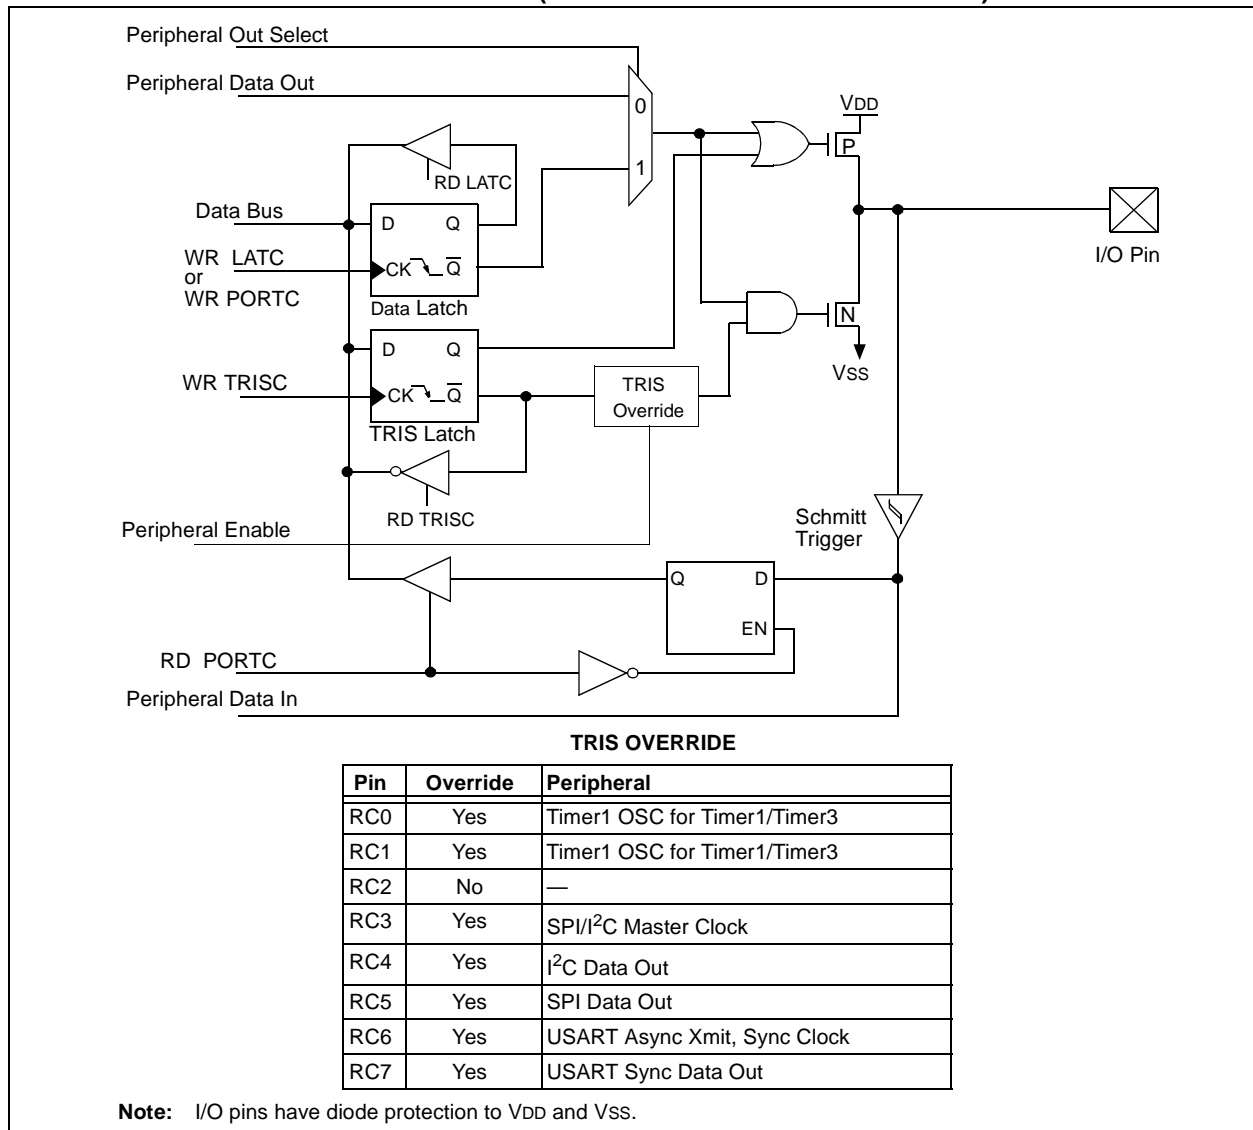 Peripheral Out Select
Peripheral Data Out
0
VDD
P
1
RD LATC
Data Bus
D Q
WR LATC
or
WR PORTC
CK Q̅
Data Latch
I/O Pin
N
VSS
D Q
WR TRISC
CK Q̅
TRIS Latch
TRIS
Override
RD TRISC
Peripheral Enable
Schmitt
Trigger
Q D
EN
RD PORTC
Peripheral Data In
TRIS OVERRIDE
Pin Override Peripheral
RC0 Yes Timer1 OSC for Timer1/Timer3
RC1 Yes Timer1 OSC for Timer1/Timer3
RC2 No —
RC3 Yes SPI/I²C Master Clock
RC4 Yes I²C Data Out
RC5 Yes SPI Data Out
RC6 Yes USART Async Xmit, Sync Clock
RC7 Yes USART Sync Data Out
Note: I/O pins have diode protection to VDD and VSS.